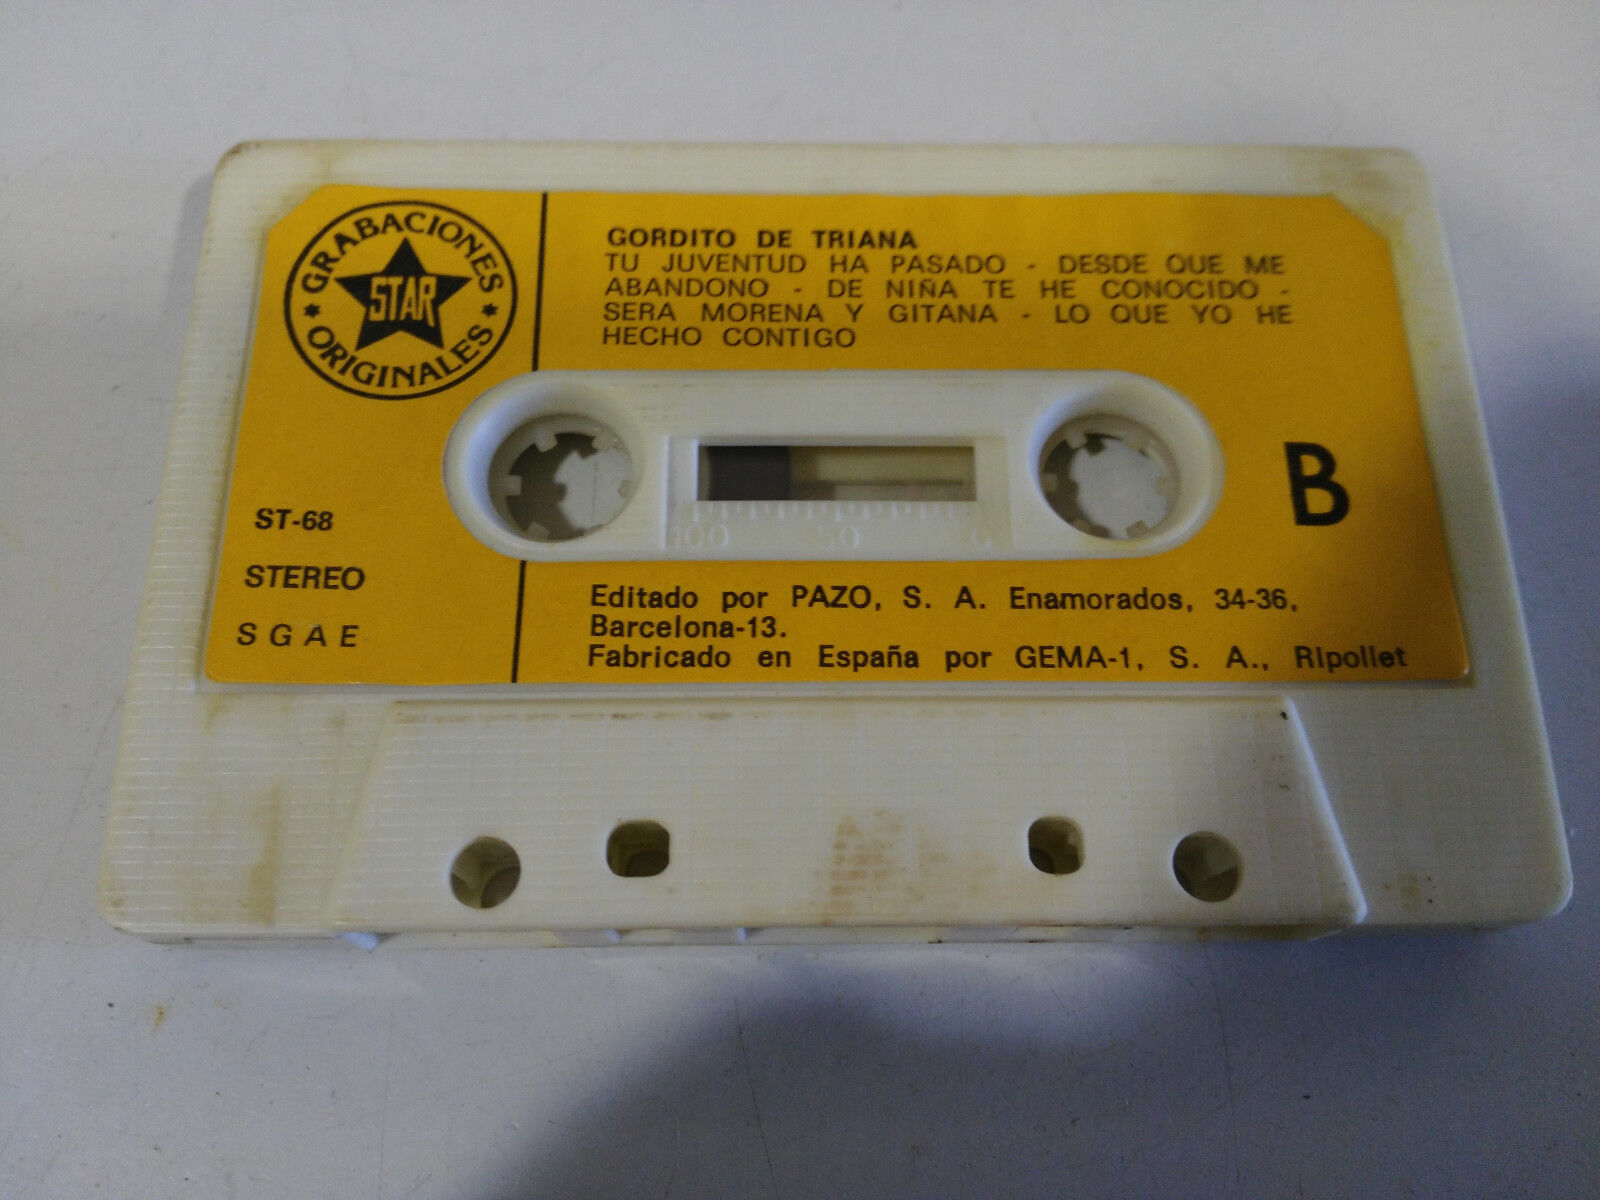 GRABACIONES
STAR
ORIGINALES
GORDITO DE TRIANA
TU JUVENTUD HA PASADO - DESDE QUE ME
ABANDONO - DE NIÑA TE HE CONOCIDO -
SERA MORENA Y GITANA - LO QUE YO HE
HECHO CONTIGO
B
ST-68
STEREO
SGAE
100 50 0
Editado por PAZO, S. A. Enamorados, 34-36,
Barcelona-13.
Fabricado en España por GEMA-1, S. A., Ripollet